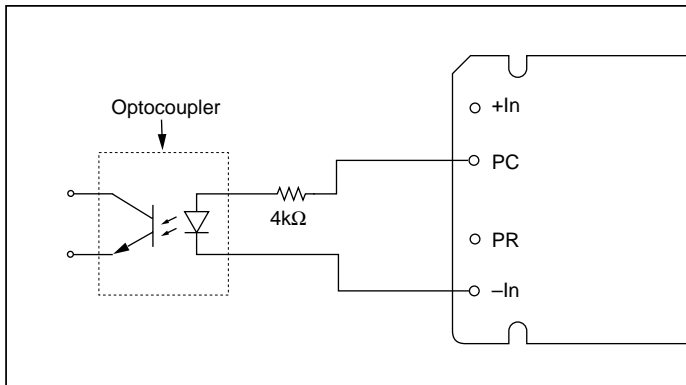 Optocoupler
4kΩ
+In
PC
PR
–In